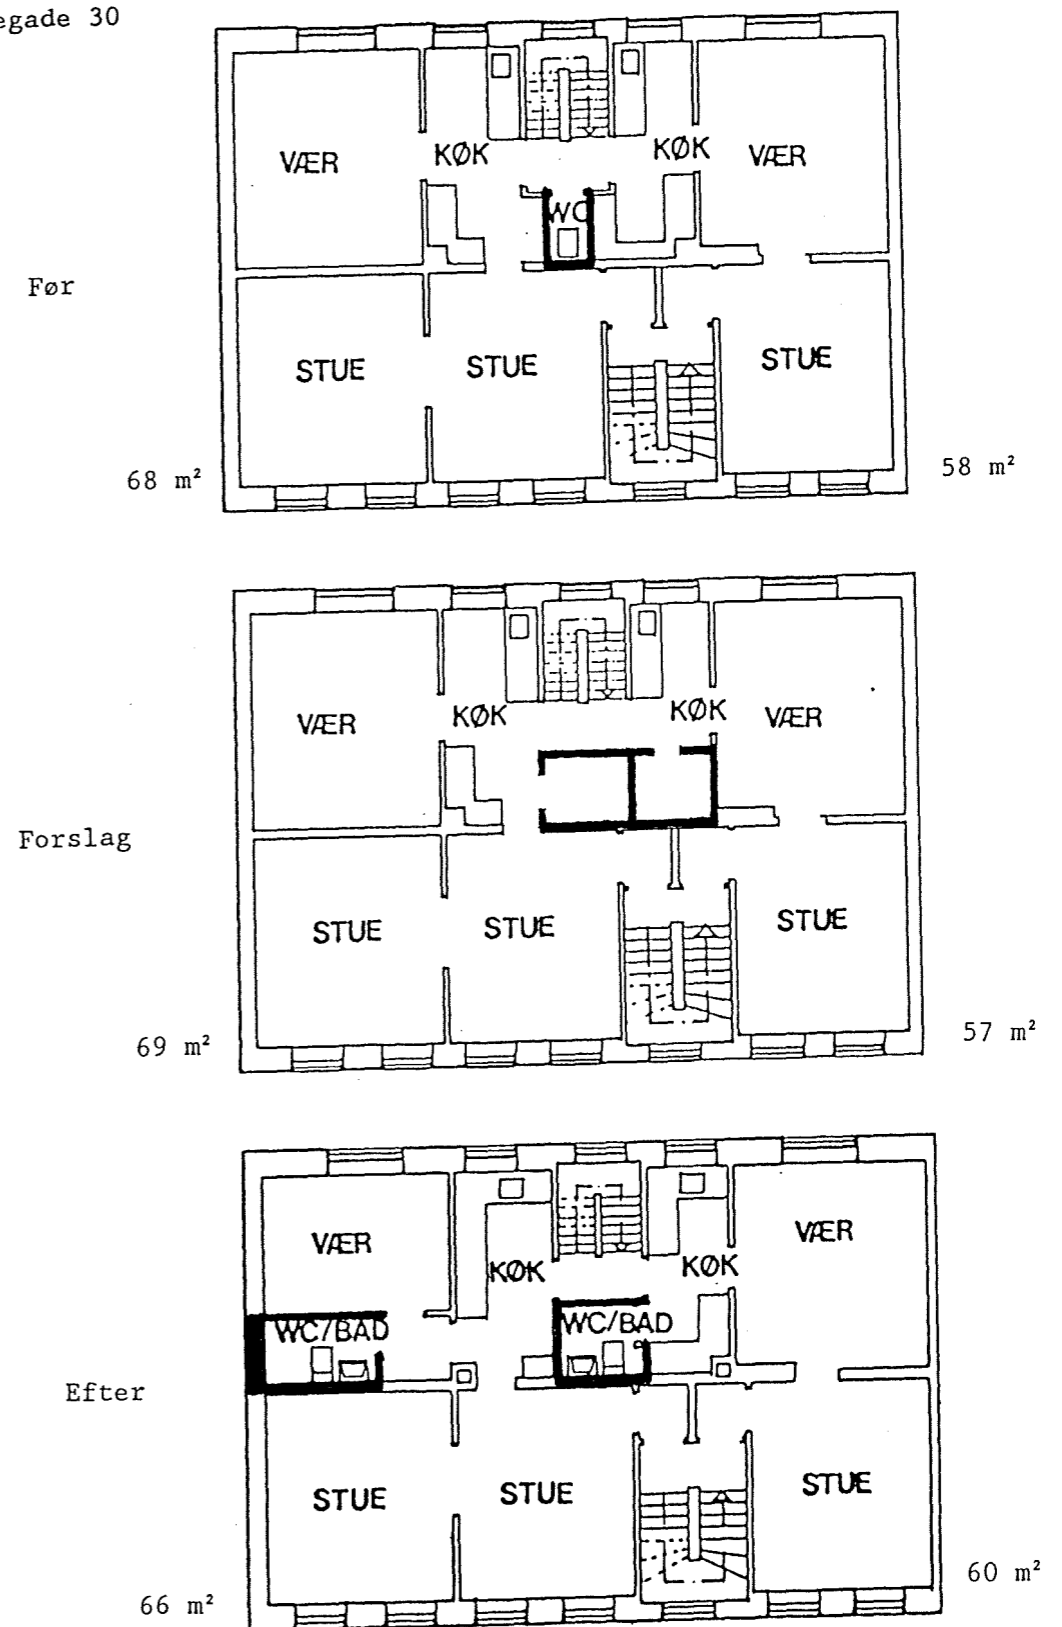 egade 30
VÆR KØK KØK VÆR
WC
Før
STUE STUE STUE
68 m² 58 m²
VÆR KØK KØK VÆR
Forslag
STUE STUE STUE
69 m² 57 m²
VÆR KØK KØK VÆR
WC/BAD WC/BAD
Efter
STUE STUE STUE
66 m² 60 m²